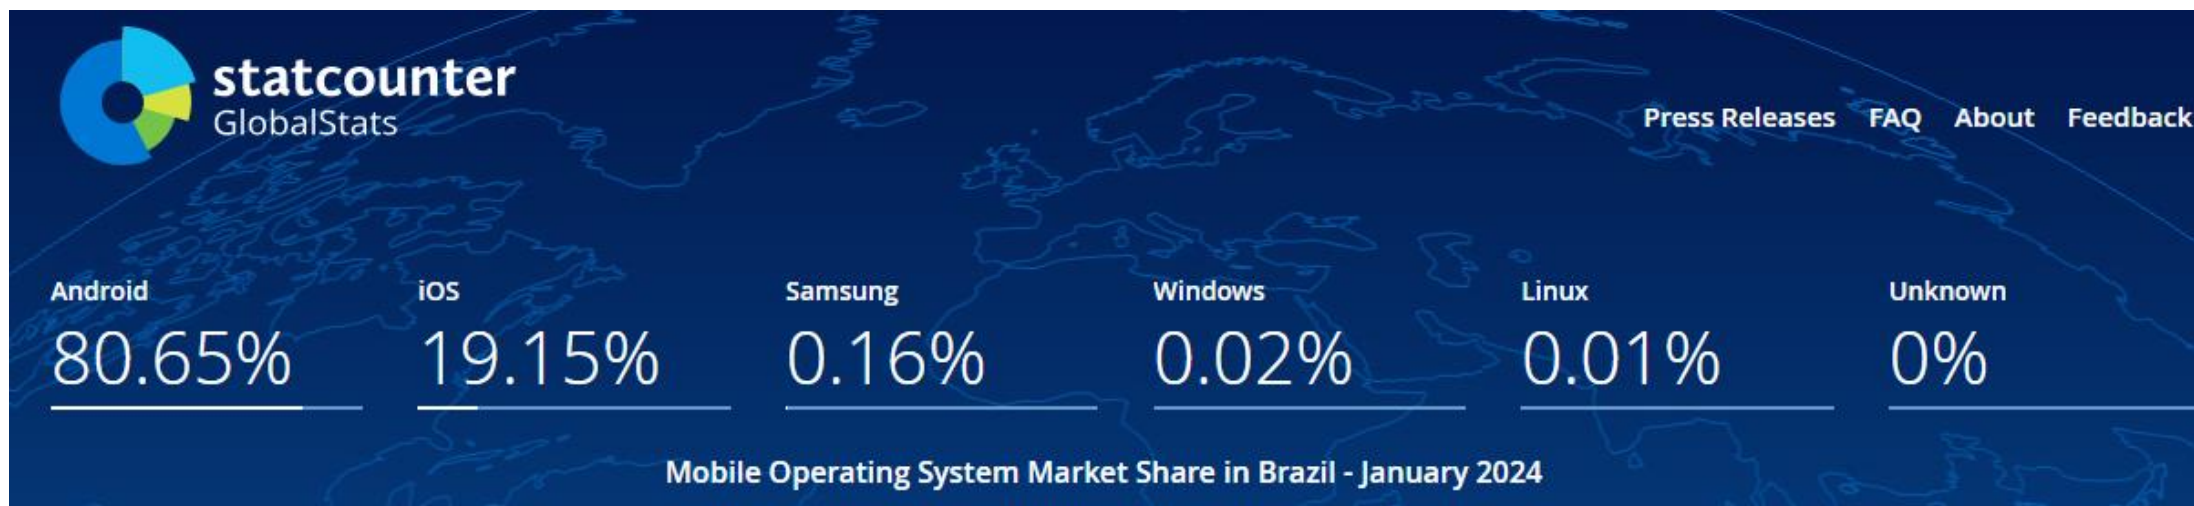 statcounter
GlobalStats
Press Releases FAQ About Feedback
Android iOS Samsung Windows Linux Unknown
80.65% 19.15% 0.16% 0.02% 0.01% 0%
Mobile Operating System Market Share in Brazil - January 2024